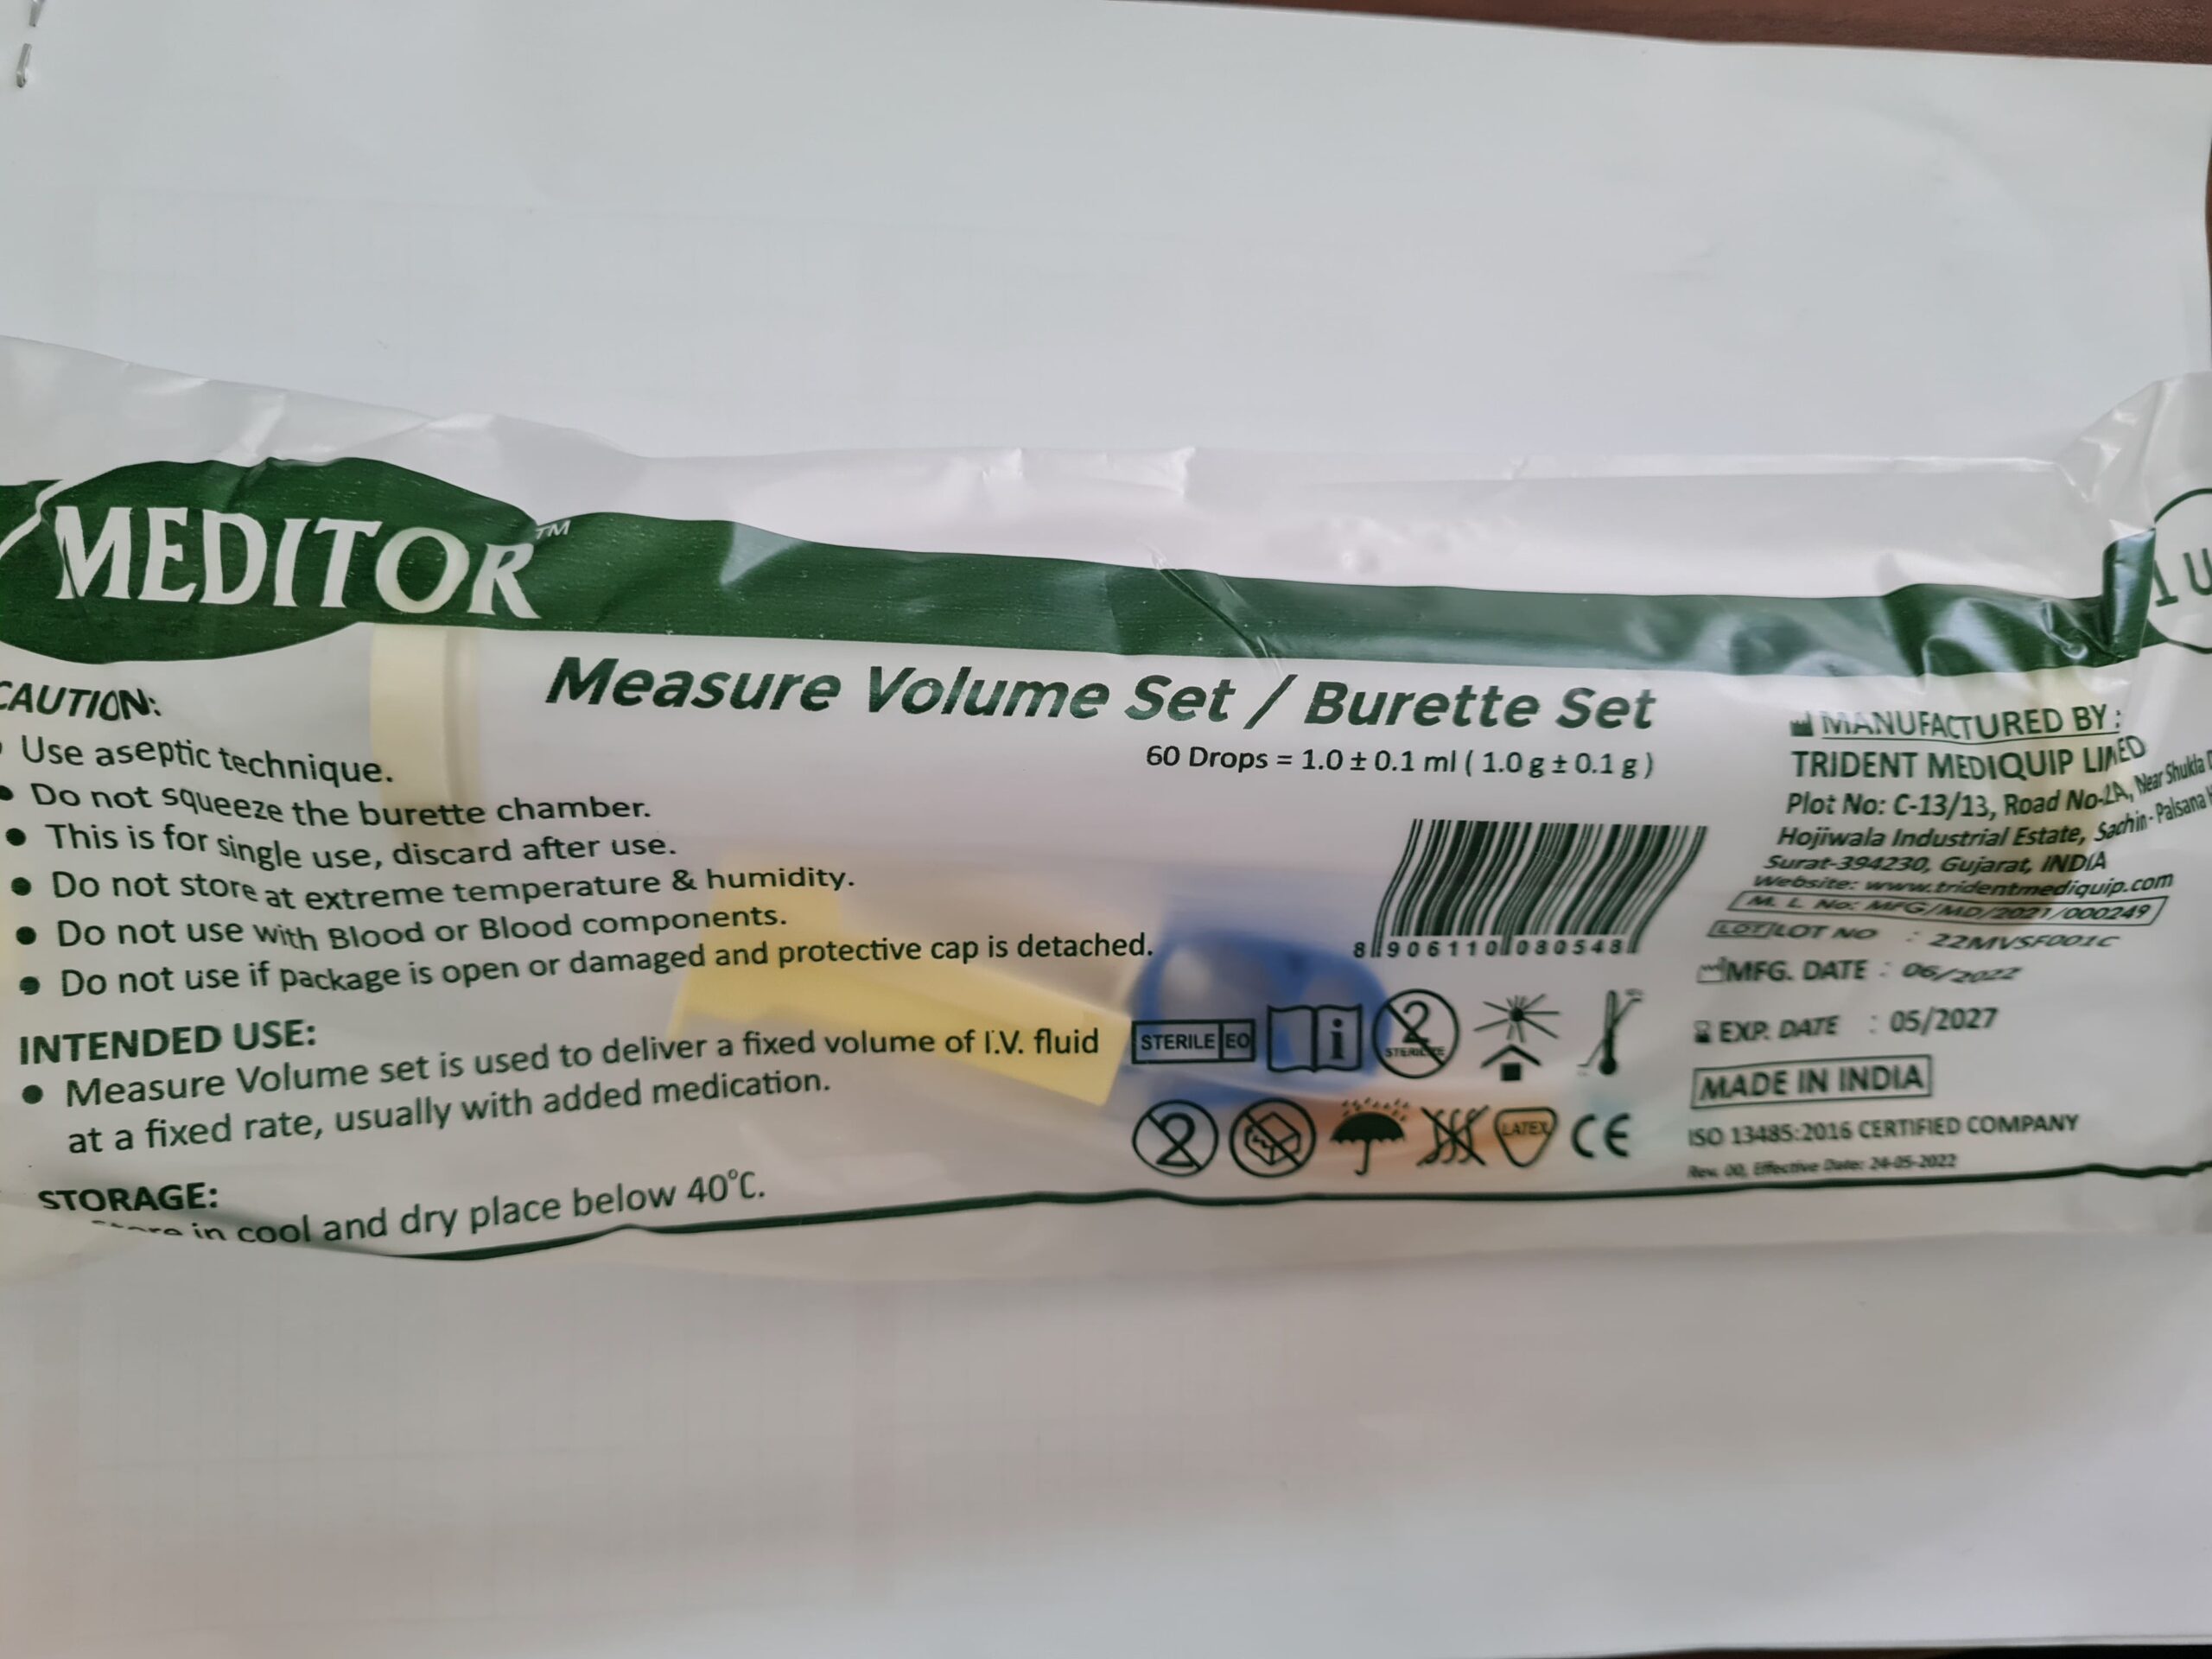 MEDITOR™
Measure Volume Set / Burette Set
60 Drops = 1.0 ± 0.1 ml ( 1.0 g ± 0.1 g )
CAUTION:
Use aseptic technique.
• Do not squeeze the burette chamber.
• This is for single use, discard after use.
• Do not store at extreme temperature & humidity.
• Do not use with Blood or Blood components.
• Do not use if package is open or damaged and protective cap is detached.
INTENDED USE:
• Measure Volume set is used to deliver a fixed volume of I.V. fluid
at a fixed rate, usually with added medication.
STORAGE:
in cool and dry place below 40°C.
8 906110 080548
STERILE EO
2
STERILIZE
2
LATEX
CE
MANUFACTURED BY :
TRIDENT MEDIQUIP
Plot No: C-13/13, Road No-2A, Near Shukla
Hojiwala Industrial Estate, Sachin - Palsana
Surat-394230, Gujarat, INDIA
Website: www.tridentmediquip.com
M. L. No: MFG/MD/2021/000249
LOT LOT NO : 22MVSF001C
MFG. DATE : 06/2022
EXP. DATE : 05/2027
MADE IN INDIA
ISO 13485:2016 CERTIFIED COMPANY
Rev. 00, Effective Date: 24-05-2022
1 U